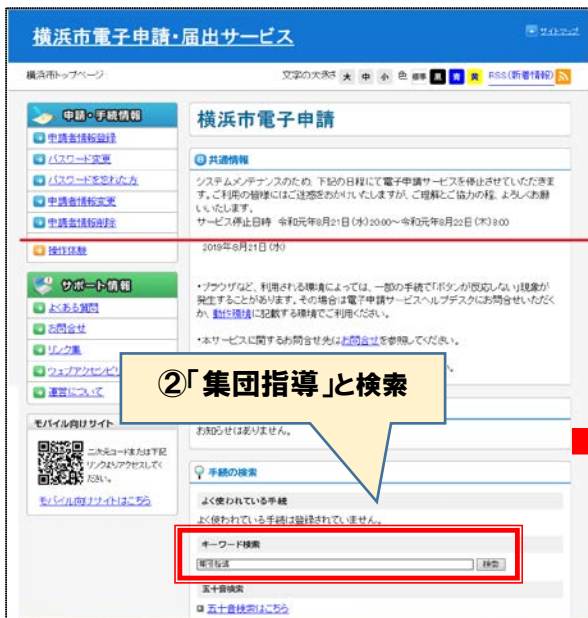 横浜市電子申請・届出サービス
サイトマップ
横浜市トップページ
文字の大きさ 大 中 小 色 標準 黒 青 黄 RSS(新着情報)
申請・手続情報
申請者情報登録
パスワード変更
パスワードを忘れた方
申請者情報変更
申請者情報削除
操作体験
サポート情報
よくある質問
お問合せ
リンク集
ウェブアクセシビリ
運営について
モバイル向けサイト
二次元コードまたは下記
リンクよりアクセスしてく
ださい。
モバイル向けサイトはこちら
横浜市電子申請
共通情報
システムメンテナンスのため、下記の日程にて電子申請サービスを停止させていただきま
す。ご利用の皆様にはご迷惑をおかけいたしますが、ご理解とご協力の程、よろしくお願
いいたします。
サービス停止日時 令和元年8月21日(水)20:00~令和元年8月22日(木)8:00
2019年8月21日(水)
・ブラウザなど、利用される環境によっては、一部の手続で「ボタンが反応しない」現象が
発生することがあります。その場合は電子申請サービスヘルプデスクにお問合せいただく
か、動作環境に記載する環境でご利用ください。
・本サービスに関するお問合せ先はお問合せを参照してください。
②「集団指導」と検索
お知らせはありません。
手続の検索
よく使われている手続
よく使われている手続は登録されていません。
キーワード検索
集団指導 検索
五十音検索
五十音検索はこちら